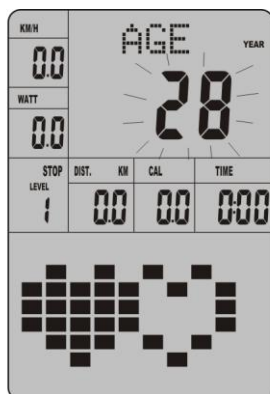 KM/H
0.0
WATT
0.0
AGE YEAR
28
STOP
LEVEL
1
DIST. KM
0.0
CAL
0.0
TIME
0:00